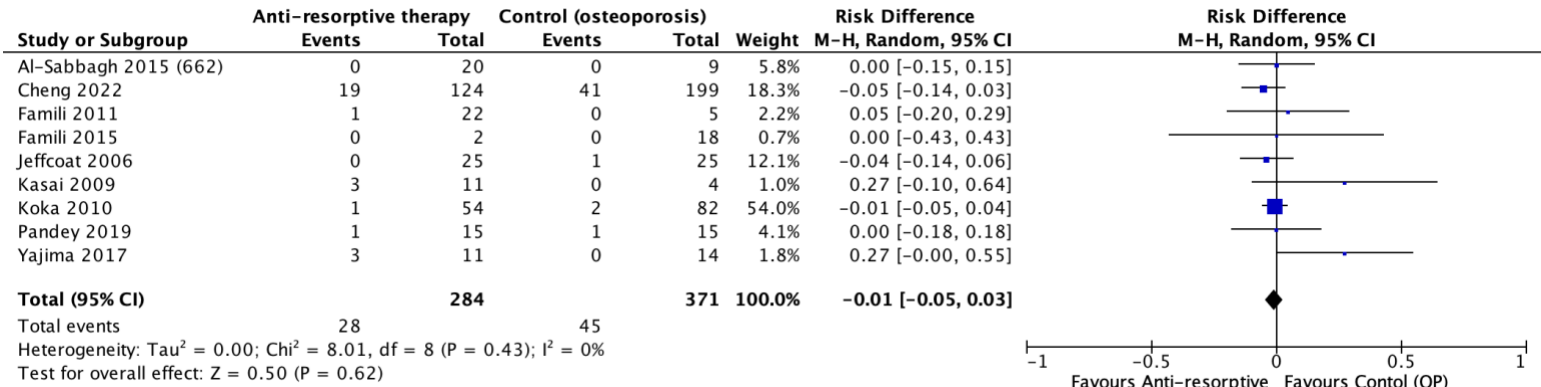 Anti-resorptive therapy Control (osteoporosis) Risk Difference Risk Difference
Study or Subgroup Events Total Events Total Weight M-H, Random, 95% CI M-H, Random, 95% CI
Al-Sabbagh 2015 (662) 0 20 0 9 5.8% 0.00 [-0.15, 0.15]
Cheng 2022 19 124 41 199 18.3% -0.05 [-0.14, 0.03]
Famili 2011 1 22 0 5 2.2% 0.05 [-0.20, 0.29]
Famili 2015 0 2 0 18 0.7% 0.00 [-0.43, 0.43]
Jeffcoat 2006 0 25 1 25 12.1% -0.04 [-0.14, 0.06]
Kasai 2009 3 11 0 4 1.0% 0.27 [-0.10, 0.64]
Koka 2010 1 54 2 82 54.0% -0.01 [-0.05, 0.04]
Pandey 2019 1 15 1 15 4.1% 0.00 [-0.18, 0.18]
Yajima 2017 3 11 0 14 1.8% 0.27 [-0.00, 0.55]
Total (95% CI) 284 371 100.0% -0.01 [-0.05, 0.03]
Total events 28 45
Heterogeneity: Tau² = 0.00; Chi² = 8.01, df = 8 (P = 0.43); I² = 0%
Test for overall effect: Z = 0.50 (P = 0.62)
-1 -0.5 0 0.5 1
Favours Anti-resorptive Favours Contol (OP)